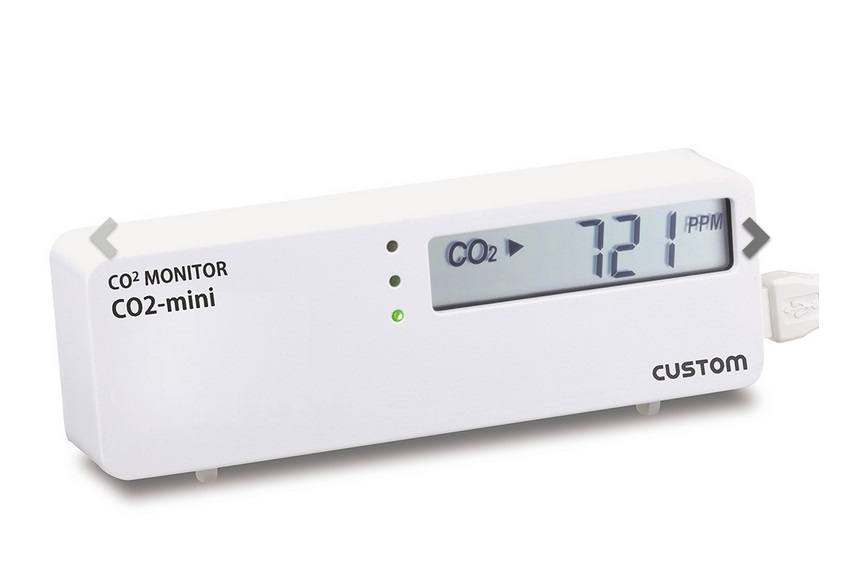 CO² MONITOR
CO2-mini
CO₂ ▶ 721 PPM
CUSTOM